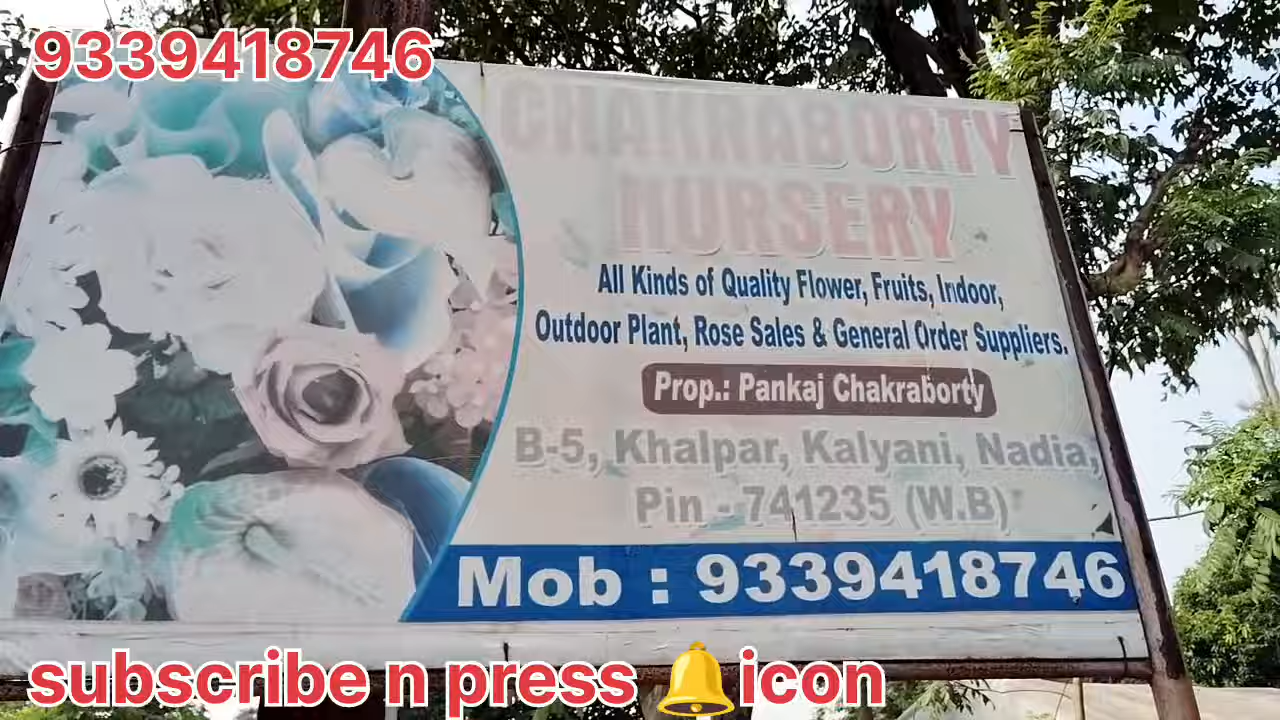 9339418746
CHAKRABORTY
NURSERY
All Kinds of Quality Flower, Fruits, Indoor,
Outdoor Plant, Rose Sales & General Order Suppliers.
Prop.: Pankaj Chakraborty
B-5, Khalpar, Kalyani, Nadia,
Pin - 741235 (W.B)
Mob : 9339418746
subscribe n press 🔔icon